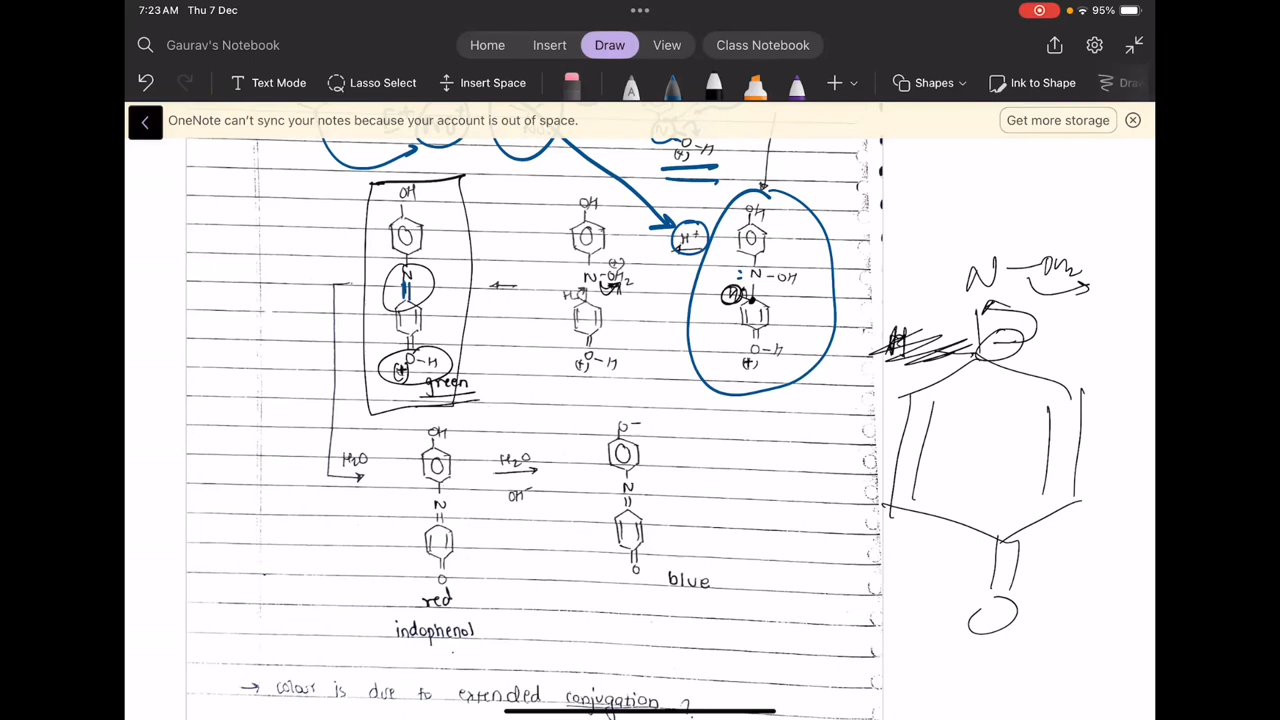 7:23 AM Thu 7 Dec
95%
Gaurav's Notebook
Home Insert Draw View Class Notebook
Text Mode Lasso Select Insert Space Shapes Ink to Shape Dra
OneNote can't sync your notes because your account is out of space.
Get more storage
O-H
(+)
OH
N
O-H
(+)
green
OH
(+)
N-OH2
H
O-H
(+)
H+
OH
N-OH
H
O-H
(+)
N-OH2
O
H2O
OH
N
O
red
indophenol
H2O
OH-
O-
N
O
blue
→ colour is due to extended conjugation